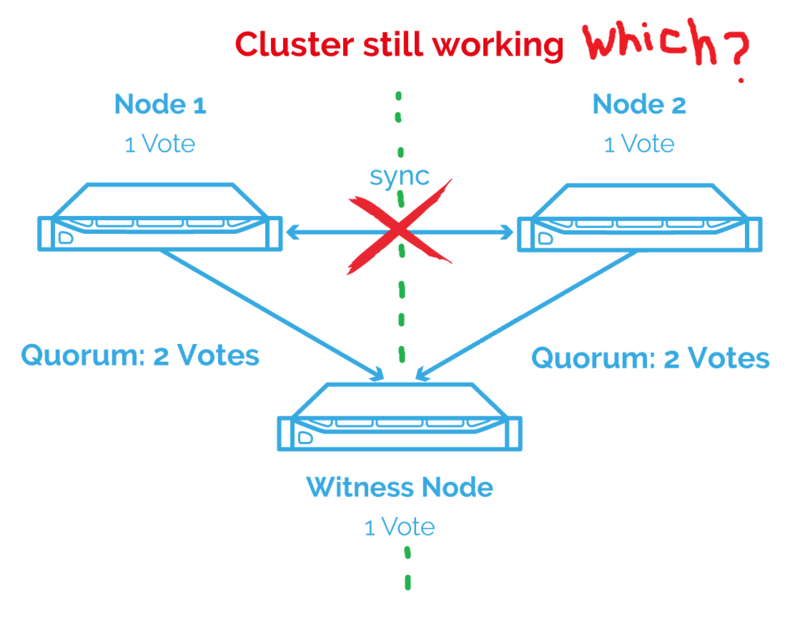 Cluster still working which?
Node 1
1 Vote
Node 2
1 Vote
sync
Quorum: 2 Votes
Quorum: 2 Votes
Witness Node
1 Vote